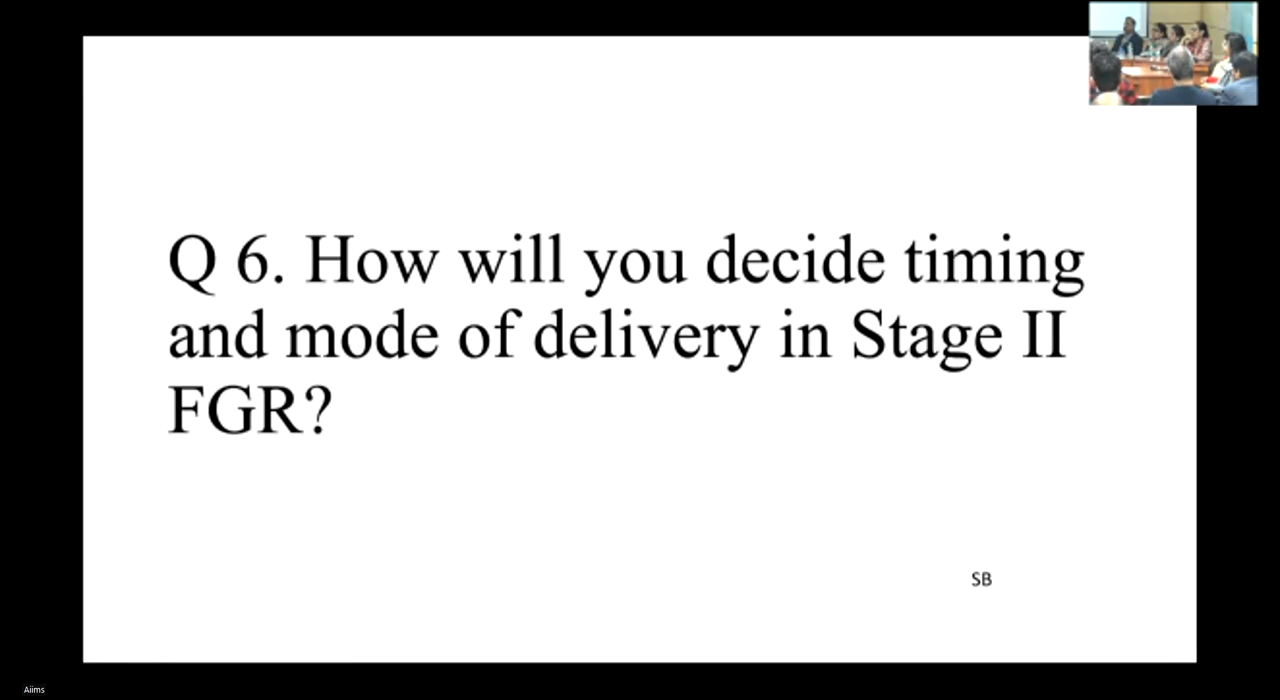 Q 6. How will you decide timing
and mode of delivery in Stage II
FGR?
SB
Aiims